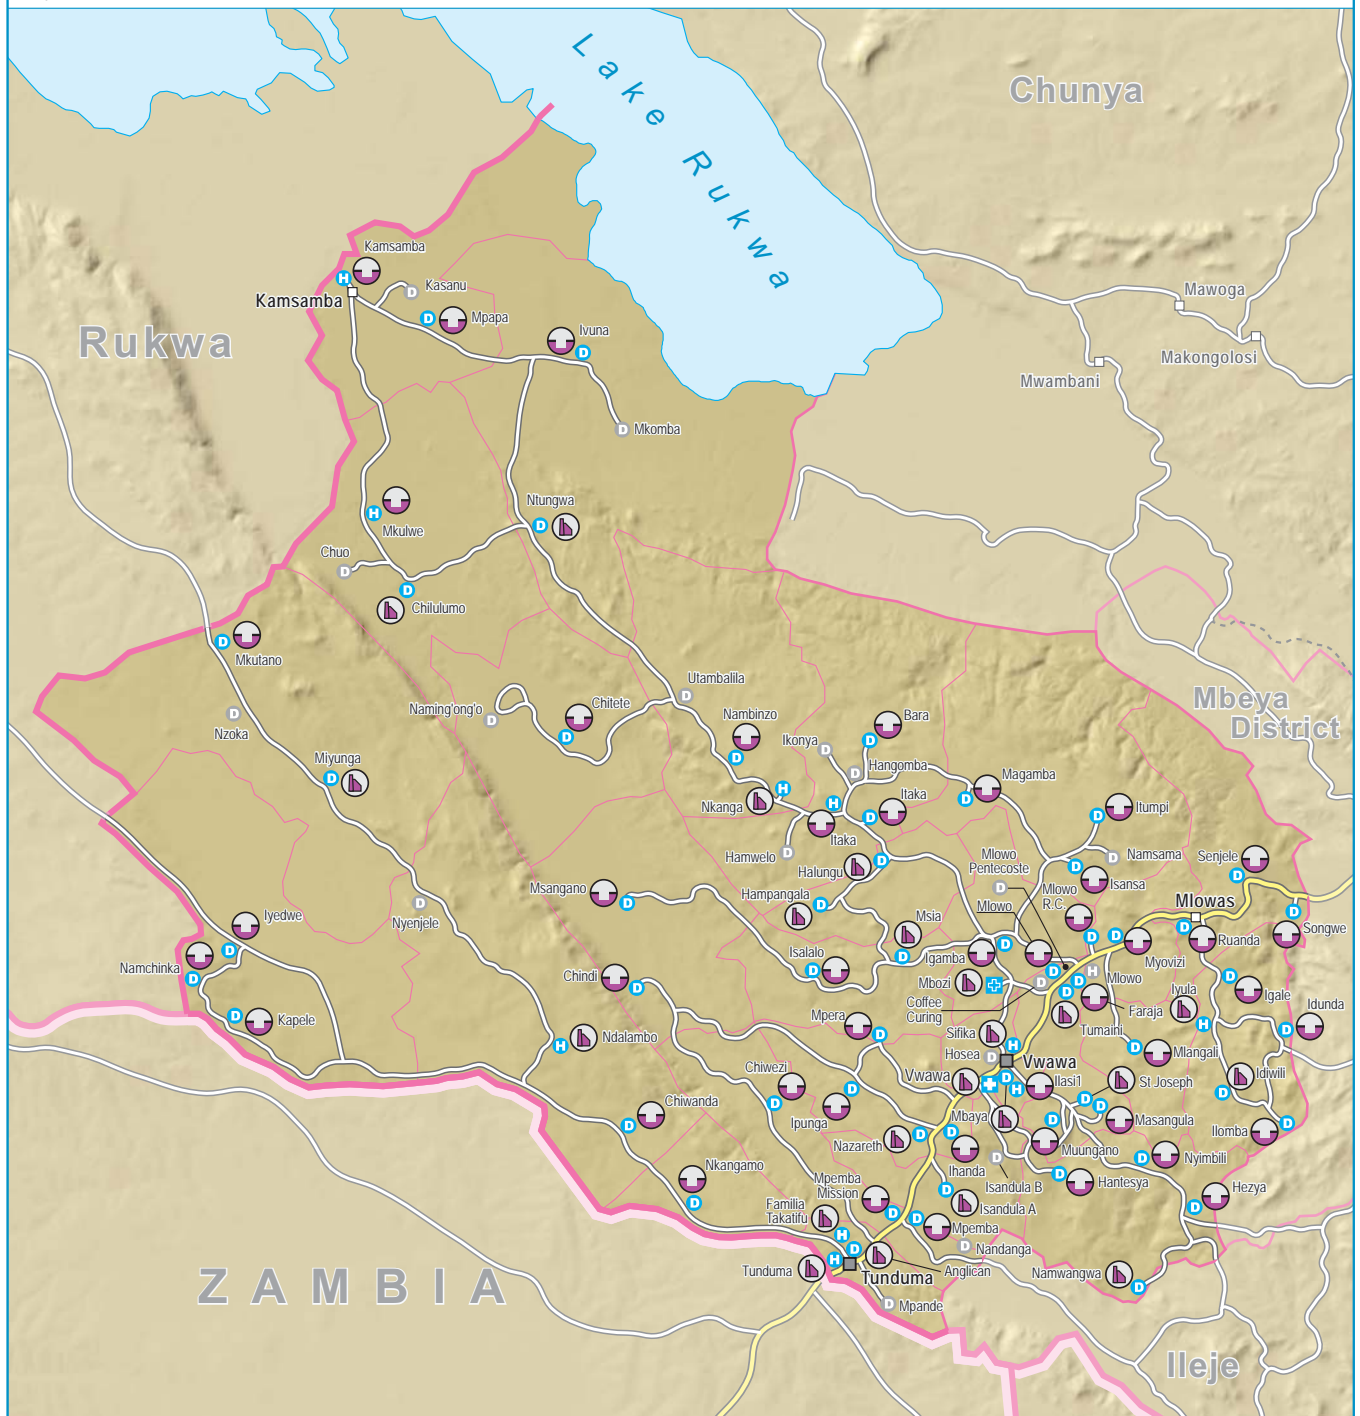 Lake Rukwa
Chunya
Kamsamba
H
Kasanu
D
Kamsamba
D
Mpapa
Ivuna
D
Mawoga
Rukwa
Makongolosi
Mwambani
D
Mkomba
Ntungwa
H
D
Mkulwe
Chuo
D
D
Chilulumo
D
Mkutano
Utambalila
D
Mbeya
District
Naming'ong'o
D
Chitete
D
D
Nzoka
Nambinzo
D
Bara
Ikonya
D
D
Miyunga
D
Hangomba
D
Magamba
D
Nkanga
H
H
Itaka
D
Itaka
Itumpi
D
Hamwelo
D
Halungu
D
Mlowo
Pentecoste
D
Namsama
D
Senjele
D
D
Isansa
Msangano
D
Hampangala
D
Mlowo
R.C.
Mlowas
D
Nyenjele
Mlowo
D
Iyedwe
D
Msia
D
Songwe
Isalalo
D
Igamba
D
D
D
Myovizi
D
Ruanda
Namchinka
D
Chindi
D
Mbozi
D
D
D
D
H
Mlowo
D
Igale
Coffee
Curing
Faraja
Iyula
H
Idunda
D
D
Kapele
Mpera
D
Sifika
Tumaini
H
Ndalambo
Hosea
D
H
Vwawa
D
Mlangali
Chiwezi
D
D
Ipunga
Vwawa
D
H
Ilasi1
St Joseph
D
D
Idiwili
D
Chiwanda
D
Mbaya
D
Masangula
Ilomba
D
Nazareth
D
D
Ihanda
Muungano
D
Nyimbili
D
Isandula B
Nkangamo
D
Mpemba
Mission
D
D
Isandula A
D
Hantesya
Hezya
D
Familia
Takatifu
D
Mpemba
H
D
D
Nandanga
Tunduma
H
Tunduma
Anglican
Namwangwa
D
ZAMBIA
D
Mpande
Ileje